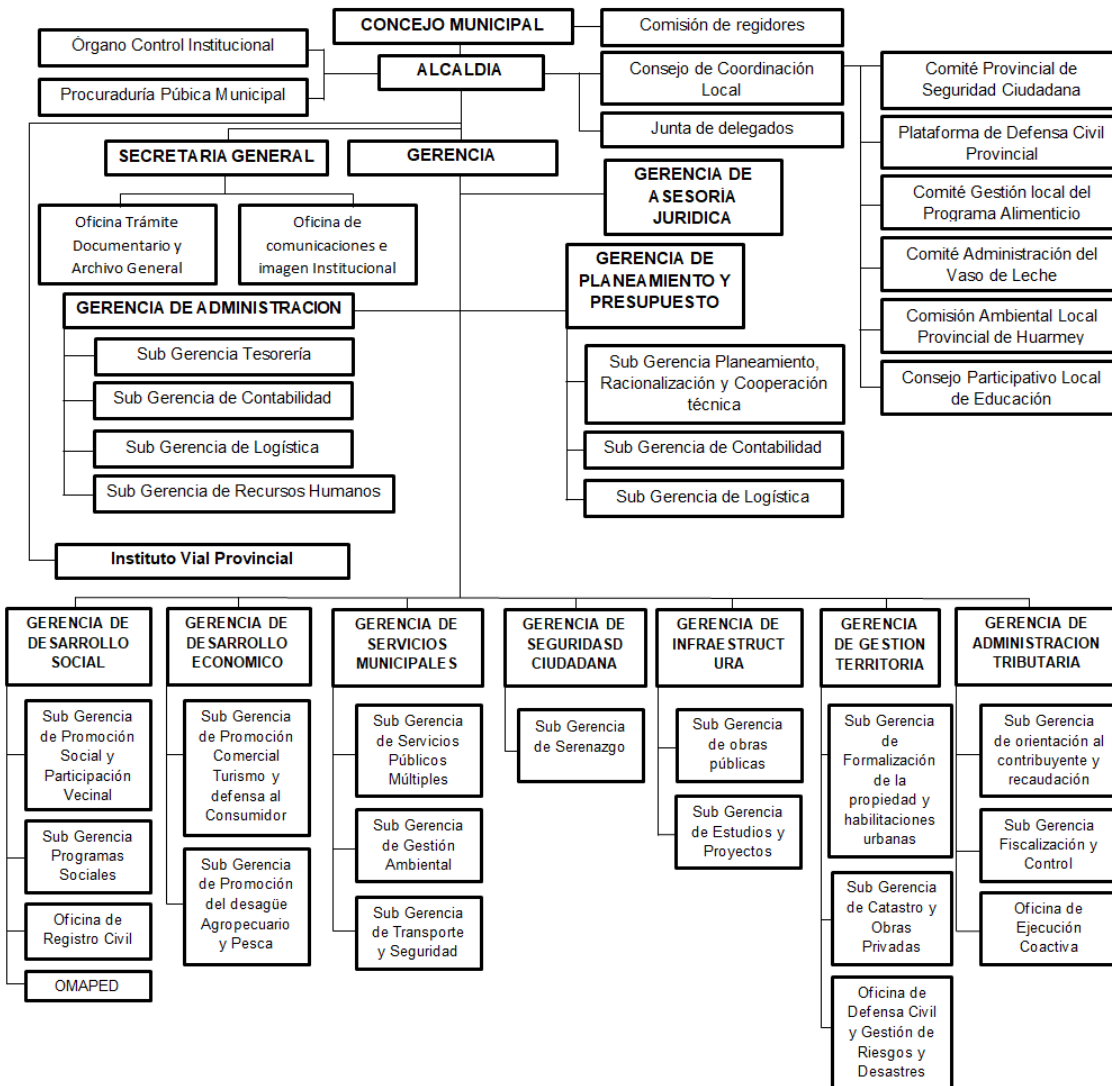 CONCEJO MUNICIPAL
Comisión de regidores
Órgano Control Institucional
ALCALDIA
Consejo de Coordinación
Local
Comité Provincial de
Seguridad Ciudadana
Procuraduría Púbica Municipal
Junta de delegados
Plataforma de Defensa Civil
Provincial
SECRETARIA GENERAL
GERENCIA
GERENCIA DE
ASESORÍA
JURIDICA
Comité Gestión local del
Programa Alimenticio
Oficina Trámite
Documentario y
Archivo General
Oficina de
comunicaciones e
imagen Institucional
GERENCIA DE
PLANEAMIENTO Y
PRESUPUESTO
Comité Administración del
Vaso de Leche
GERENCIA DE ADMINISTRACION
Comisión Ambiental Local
Provincial de Huarmey
Consejo Participativo Local
de Educación
Sub Gerencia Tesorería
Sub Gerencia de Contabilidad
Sub Gerencia de Logística
Sub Gerencia de Recursos Humanos
Sub Gerencia Planeamiento,
Racionalización y Cooperación
técnica
Sub Gerencia de Contabilidad
Sub Gerencia de Logística
Instituto Vial Provincial
GERENCIA DE
DESARROLLO
SOCIAL
Sub Gerencia
de Promoción
Social y
Participación
Vecinal
Sub Gerencia
Programas
Sociales
Oficina de
Registro Civil
OMAPED
GERENCIA DE
DESARROLLO
ECONOMICO
Sub Gerencia
de Promoción
Comercial
Turismo y
defensa al
Consumidor
Sub Gerencia
de Promoción
del desagüe
Agropecuario
y Pesca
GERENCIA DE
SERVICIOS
MUNICIPALES
Sub Gerencia
de Servicios
Públicos
Múltiples
Sub Gerencia
de Gestión
Ambiental
Sub Gerencia
de Transporte
y Seguridad
GERENCIA DE
SEGURIDASD
CIUDADANA
Sub Gerencia
de Serenazgo
GERENCIA DE
INFRAESTRUCT
URA
Sub Gerencia
de obras
públicas
Sub Gerencia
de Estudios y
Proyectos
GERENCIA
DE GESTION
TERRITORIA
Sub Gerencia
de
Formalización
de la
propiedad y
habilitaciones
urbanas
Sub Gerencia
de Catastro y
Obras
Privadas
Oficina de
Defensa Civil
y Gestión de
Riesgos y
Desastres
GERENCIA DE
ADMINISTRACION
TRIBUTARIA
Sub Gerencia
de orientación al
contribuyente y
recaudación
Sub Gerencia
Fiscalización y
Control
Oficina de
Ejecución
Coactiva